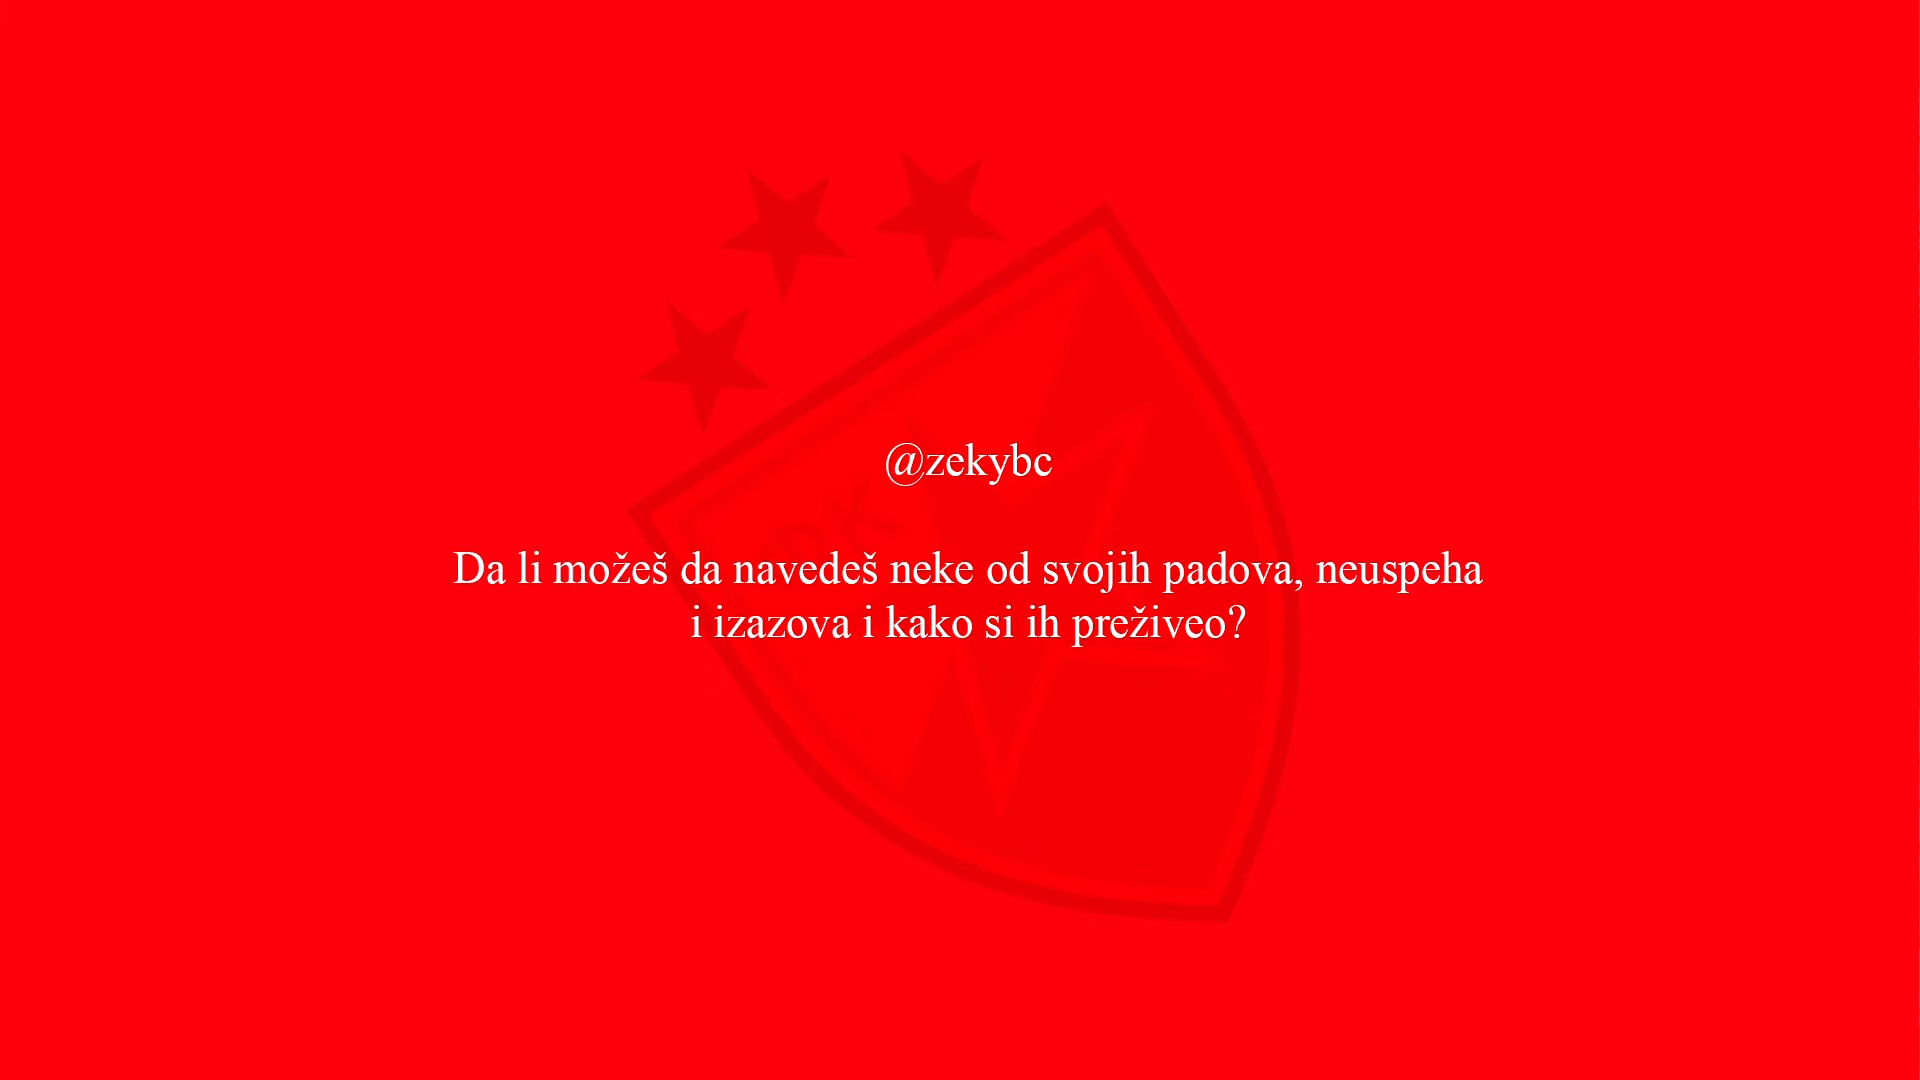 @zekybc
Da li možeš da navedeš neke od svojih padova, neuspeha
i izazova i kako si ih preživeo?